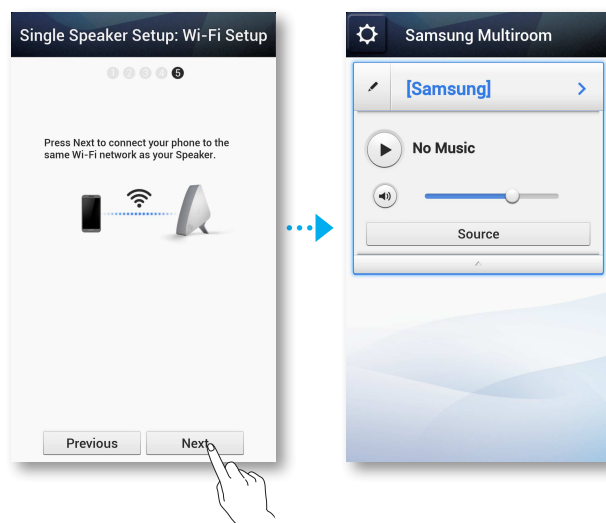 Single Speaker Setup: Wi-Fi Setup
1 2 3 4 5
Press Next to connect your phone to the
same Wi-Fi network as your Speaker.
Previous
Next
Samsung Multiroom
[Samsung]
No Music
Source